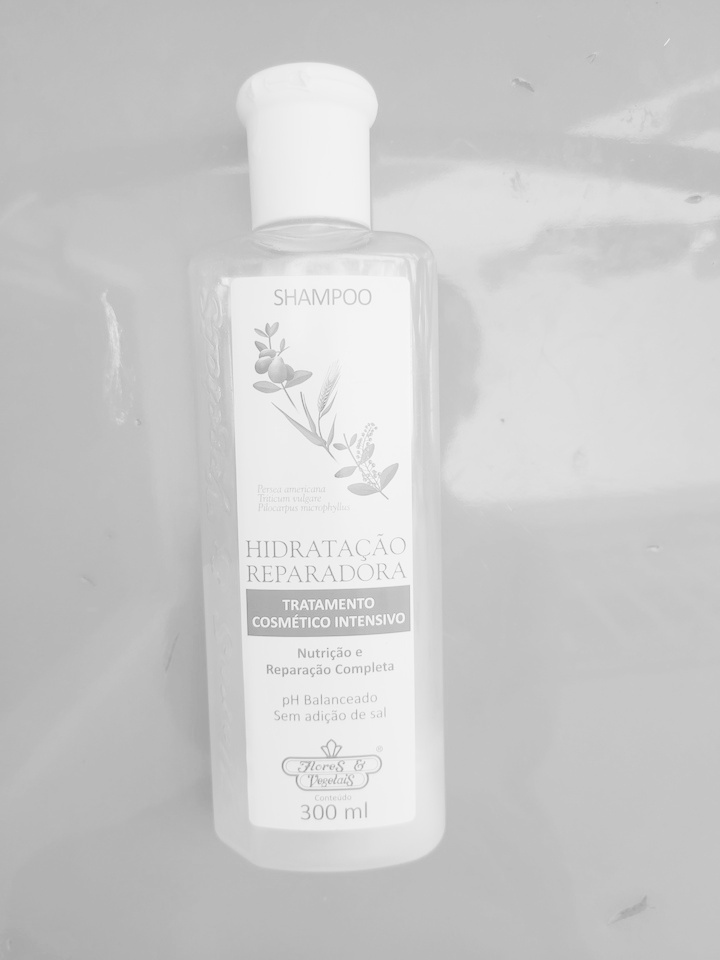 SHAMPOO
Persea americana
Triticum vulgare
Pilocarpus microphyllus
HIDRATAÇÃO
REPARADORA
TRATAMENTO
COSMÉTICO INTENSIVO
Nutrição e
Reparação Completa
pH Balanceado
Sem adição de sal
Flores &
Vegetais
®
Conteúdo
300 ml